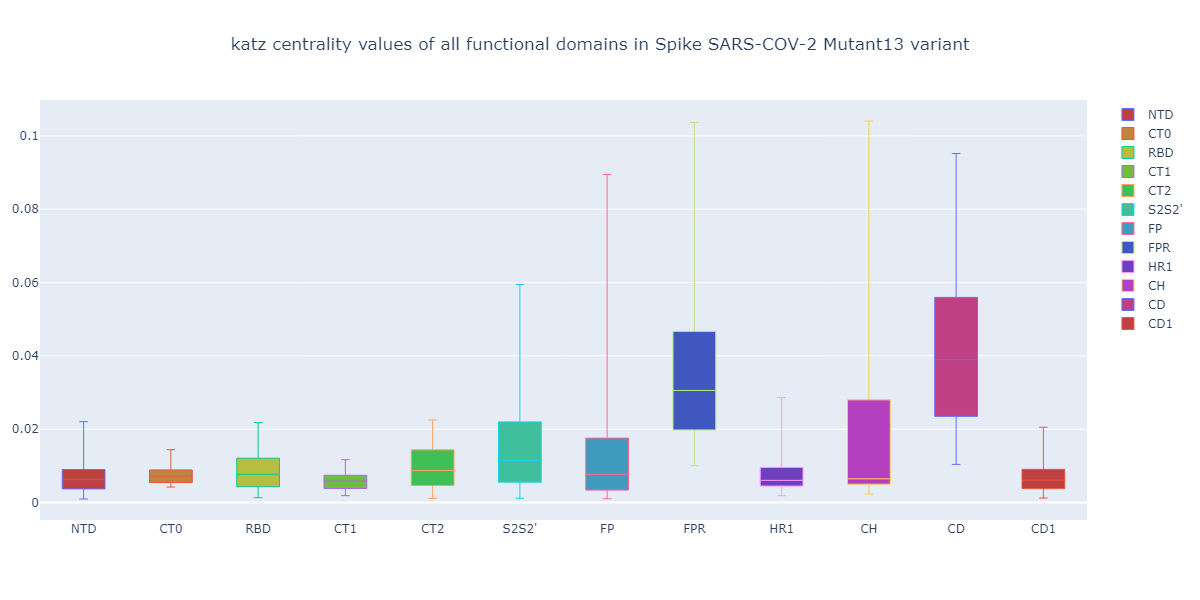 katz centrality values of all functional domains in Spike SARS-COV-2 Mutant13 variant
0.1
0.08
0.06
0.04
0.02
0
NTD CT0 RBD CT1 CT2 S2S2' FP FPR HR1 CH CD CD1
NTD
CT0
RBD
CT1
CT2
S2S2'
FP
FPR
HR1
CH
CD
CD1